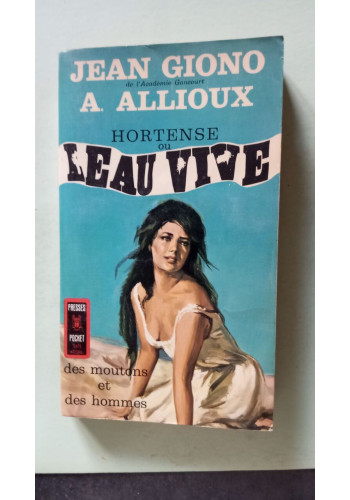 JEAN GIONO
de l'Académie Goncourt
A. ALLIOUX
HORTENSE
ou
L'EAU VIVE
PRESSES
POCKET
des moutons
et
des hommes